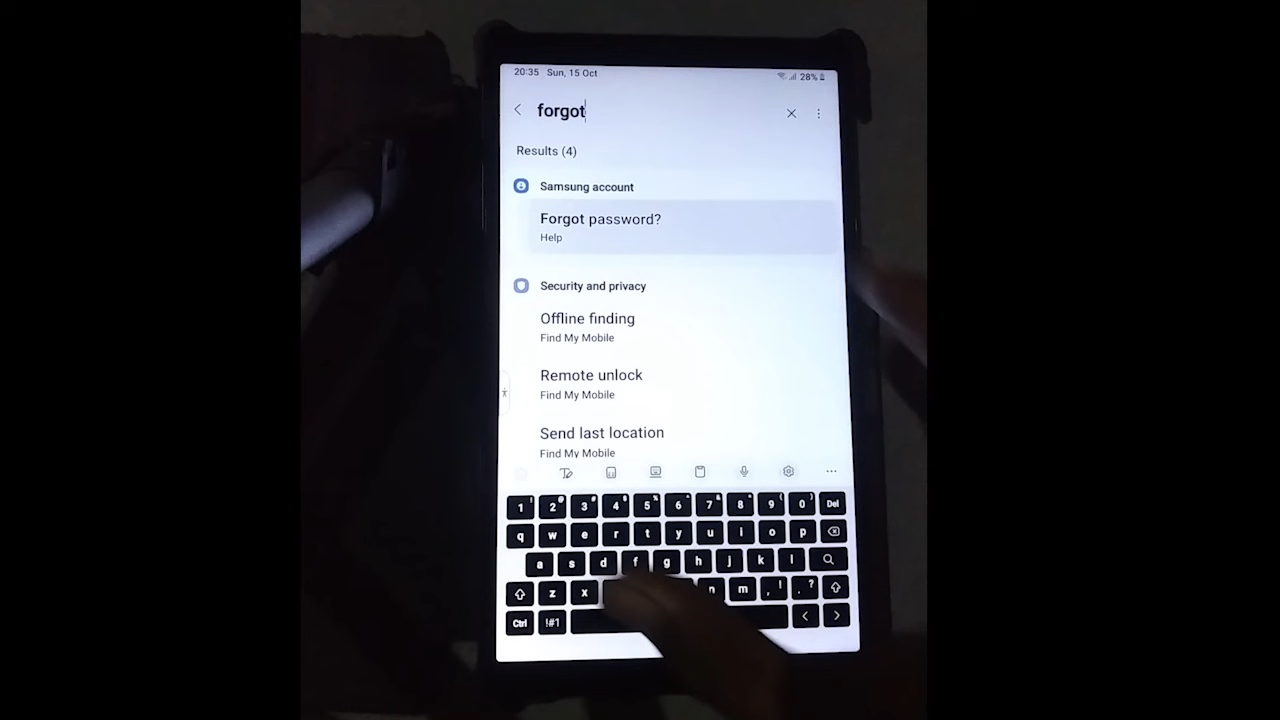 20:35 Sun, 15 Oct 28%
forgot
Results (4)
Samsung account
Forgot password?
Help
Security and privacy
Offline finding
Find My Mobile
Remote unlock
Find My Mobile
Send last location
Find My Mobile
1 2 3 4 5 6 7 8 9 0 Del
q w e r t y u i o p
a s d f g h j k l
z x n m , ! . ?
Ctrl !#1 < >